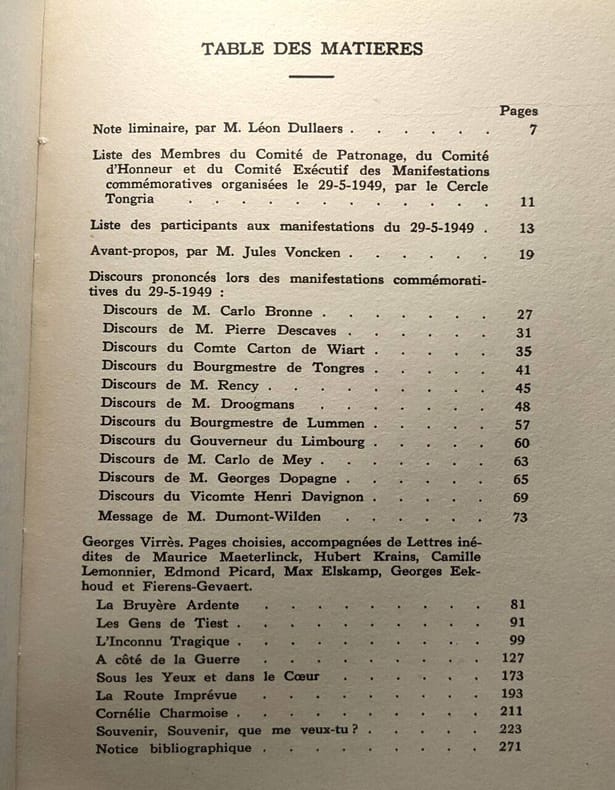 TABLE DES MATIERES
Pages
Note liminaire, par M. Léon Dullaers . . . . . . 7
Liste des Membres du Comité de Patronage, du Comité
d'Honneur et du Comité Exécutif des Manifestations
commémoratives organisées le 29-5-1949, par le Cercle
Tongria . . . . . . . . . . . 11
Liste des participants aux manifestations du 29-5-1949 . 13
Avant-propos, par M. Jules Voncken . . . . . . 19
Discours prononcés lors des manifestations commémorati-
tives du 29-5-1949 :
Discours de M. Carlo Bronne . . . . . . . 27
Discours de M. Pierre Descaves . . . . . . 31
Discours du Comte Carton de Wiart . . . . . 35
Discours du Bourgmestre de Tongres . . . . . 41
Discours de M. Rency . . . . . . . . . 45
Discours de M. Droogmans . . . . . . . 48
Discours du Bourgmestre de Lummen . . . . . 57
Discours du Gouverneur du Limbourg . . . . . 60
Discours de M. Carlo de Mey . . . . . . . 63
Discours de M. Georges Dopagne . . . . . . 65
Discours du Vicomte Henri Davignon . . . . . 69
Message de M. Dumont-Wilden . . . . . . 73
Georges Virrès. Pages choisies, accompagnées de Lettres iné-
dites de Maurice Maeterlinck, Hubert Krains, Camille
Lemonnier, Edmond Picard, Max Elskamp, Georges Eek-
houd et Fierens-Gevaert.
La Bruyère Ardente . . . . . . . . . 81
Les Gens de Tiest . . . . . . . . . . 91
L'Inconnu Tragique . . . . . . . . . . 99
A côté de la Guerre . . . . . . . . . 127
Sous les Yeux et dans le Cœur . . . . . . 173
La Route Imprévue . . . . . . . . . 193
Cornélie Charmoise . . . . . . . . . . 211
Souvenir, Souvenir, que me veux-tu ? . . . . . 223
Notice bibliographique . . . . . . . . . 271